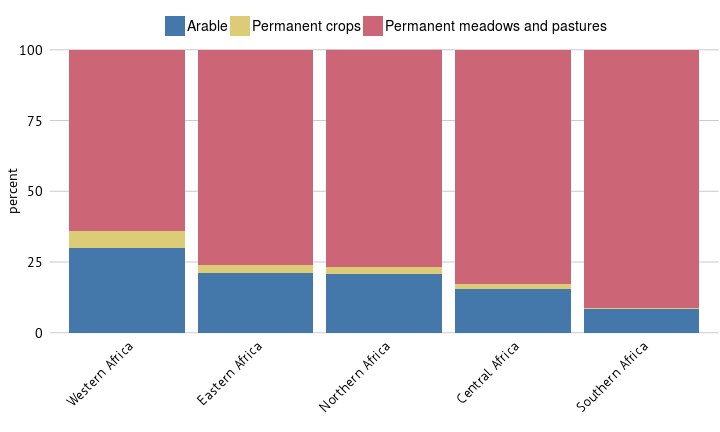 Arable Permanent crops Permanent meadows and pastures
100
75
50
25
0
percent
Western Africa
Eastern Africa
Northern Africa
Central Africa
Southern Africa